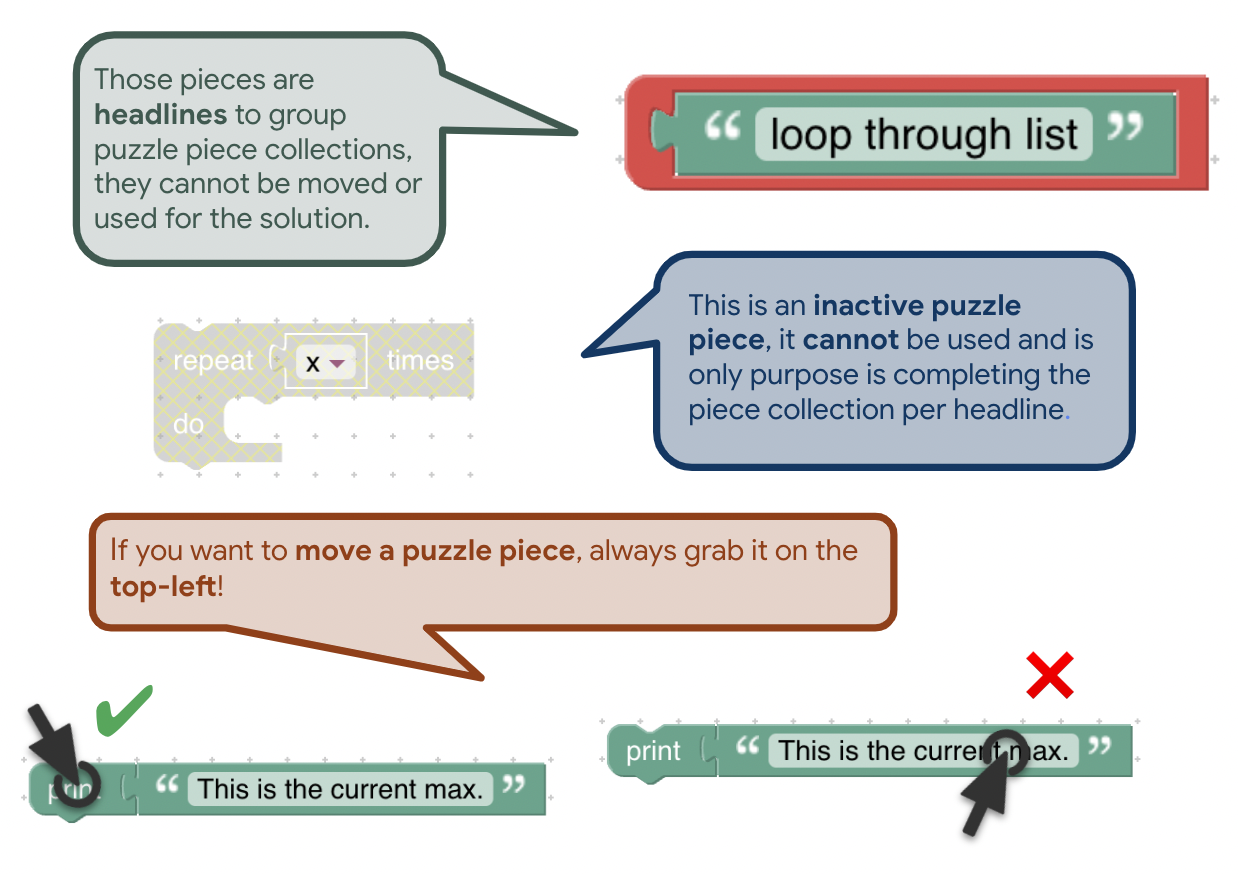 Those pieces are
headlines to group
puzzle piece collections,
they cannot be moved or
used for the solution.
“ loop through list ”
This is an inactive puzzle
piece, it cannot be used and is
only purpose is completing the
piece collection per headline.
repeat x times
do
If you want to move a puzzle piece, always grab it on the
top-left!
print “ This is the current max. ”
print “ This is the current max. ”